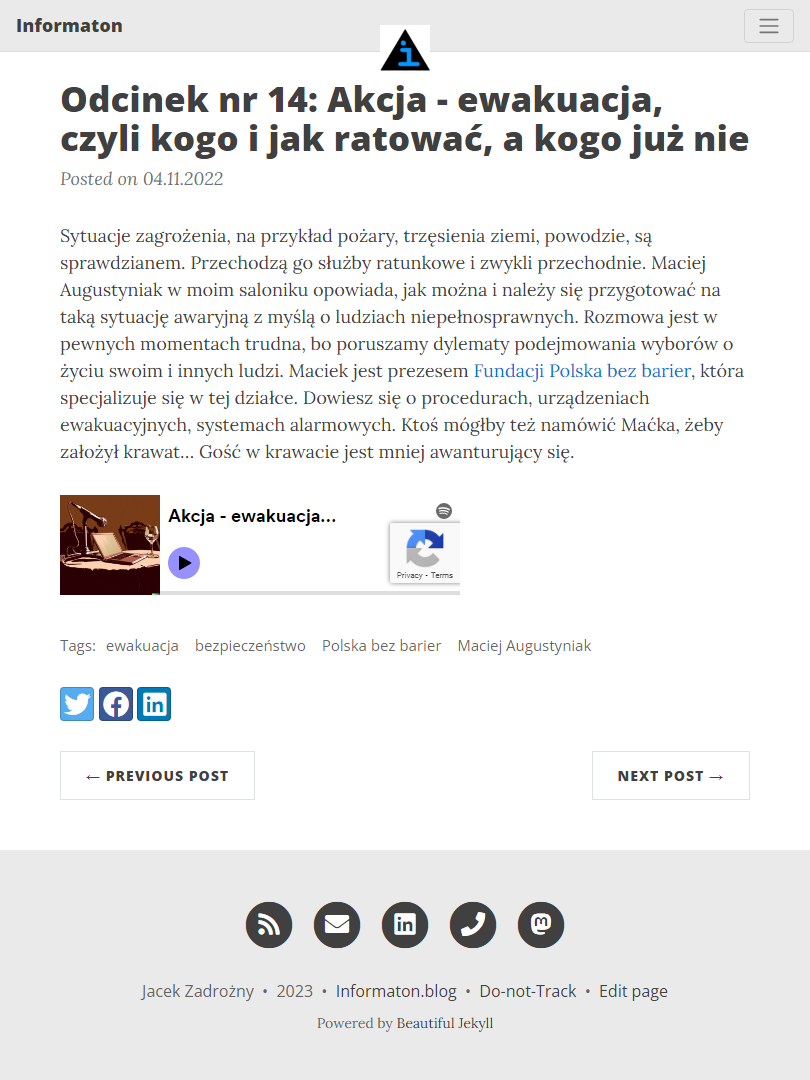 Informaton
i
Odcinek nr 14: Akcja - ewakuacja,
czyli kogo i jak ratować, a kogo już nie
Posted on 04.11.2022
Sytuacje zagrożenia, na przykład pożary, trzęsienia ziemi, powodzie, są
sprawdzianem. Przechodzą go służby ratunkowe i zwykli przechodnie. Maciej
Augustyniak w moim saloniku opowiada, jak można i należy się przygotować na
taką sytuację awaryjną z myślą o ludziach niepełnosprawnych. Rozmowa jest w
pewnych momentach trudna, bo poruszamy dylematy podejmowania wyborów o
życiu swoim i innych ludzi. Maciek jest prezesem Fundacji Polska bez barier, która
specjalizuje się w tej działce. Dowiesz się o procedurach, urządzeniach
ewakuacyjnych, systemach alarmowych. Ktoś mógłby też namówić Maćka, żeby
założył krawat... Gość w krawacie jest mniej awanturujący się.
Akcja - ewakuacja...
Privacy - Terms
Tags: ewakuacja bezpieczeństwo Polska bez barier Maciej Augustyniak
← PREVIOUS POST
NEXT POST →
Jacek Zadrożny • 2023 • Informaton.blog • Do-not-Track • Edit page
Powered by Beautiful Jekyll